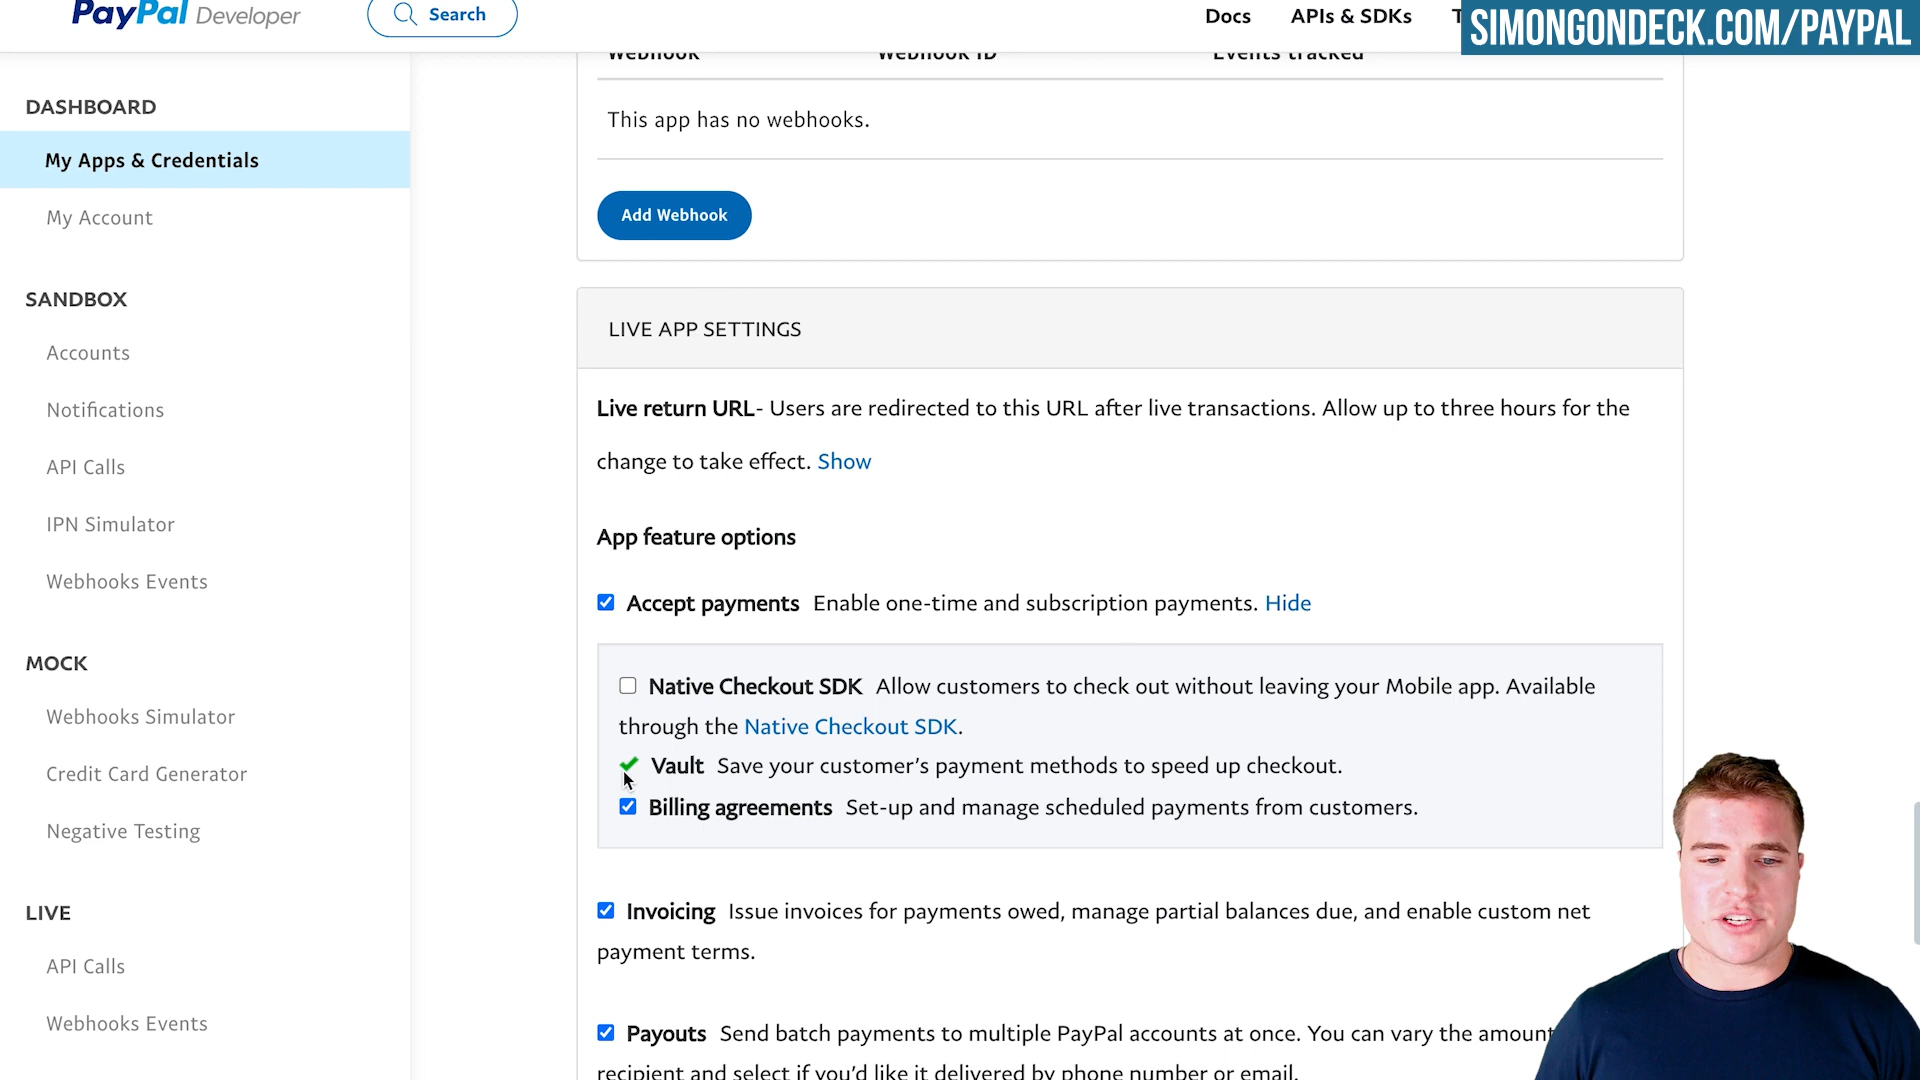 PayPal Developer
Search
Docs
APIs & SDKs
SIMONGONDECK.COM/PAYPAL
Webhook
Webhook ID
Events tracked
DASHBOARD
My Apps & Credentials
My Account
SANDBOX
Accounts
Notifications
API Calls
IPN Simulator
Webhooks Events
MOCK
Webhooks Simulator
Credit Card Generator
Negative Testing
LIVE
API Calls
Webhooks Events
This app has no webhooks.
Add Webhook
LIVE APP SETTINGS
Live return URL- Users are redirected to this URL after live transactions. Allow up to three hours for the
change to take effect. Show
App feature options
Accept payments Enable one-time and subscription payments. Hide
Native Checkout SDK Allow customers to check out without leaving your Mobile app. Available
through the Native Checkout SDK.
Vault Save your customer's payment methods to speed up checkout.
Billing agreements Set-up and manage scheduled payments from customers.
Invoicing Issue invoices for payments owed, manage partial balances due, and enable custom net
payment terms.
Payouts Send batch payments to multiple PayPal accounts at once. You can vary the amount
recipient and select if you'd like it delivered by phone number or email.